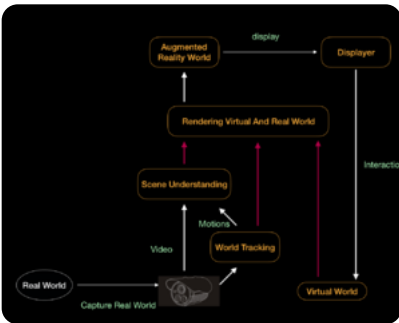 display
Augmented
Reality World
Displayer
Rendering Virtual And Real World
Interactio
Scene Understanding
Motions
Video
World Tracking
Real World
Capture Real World
Virtual World